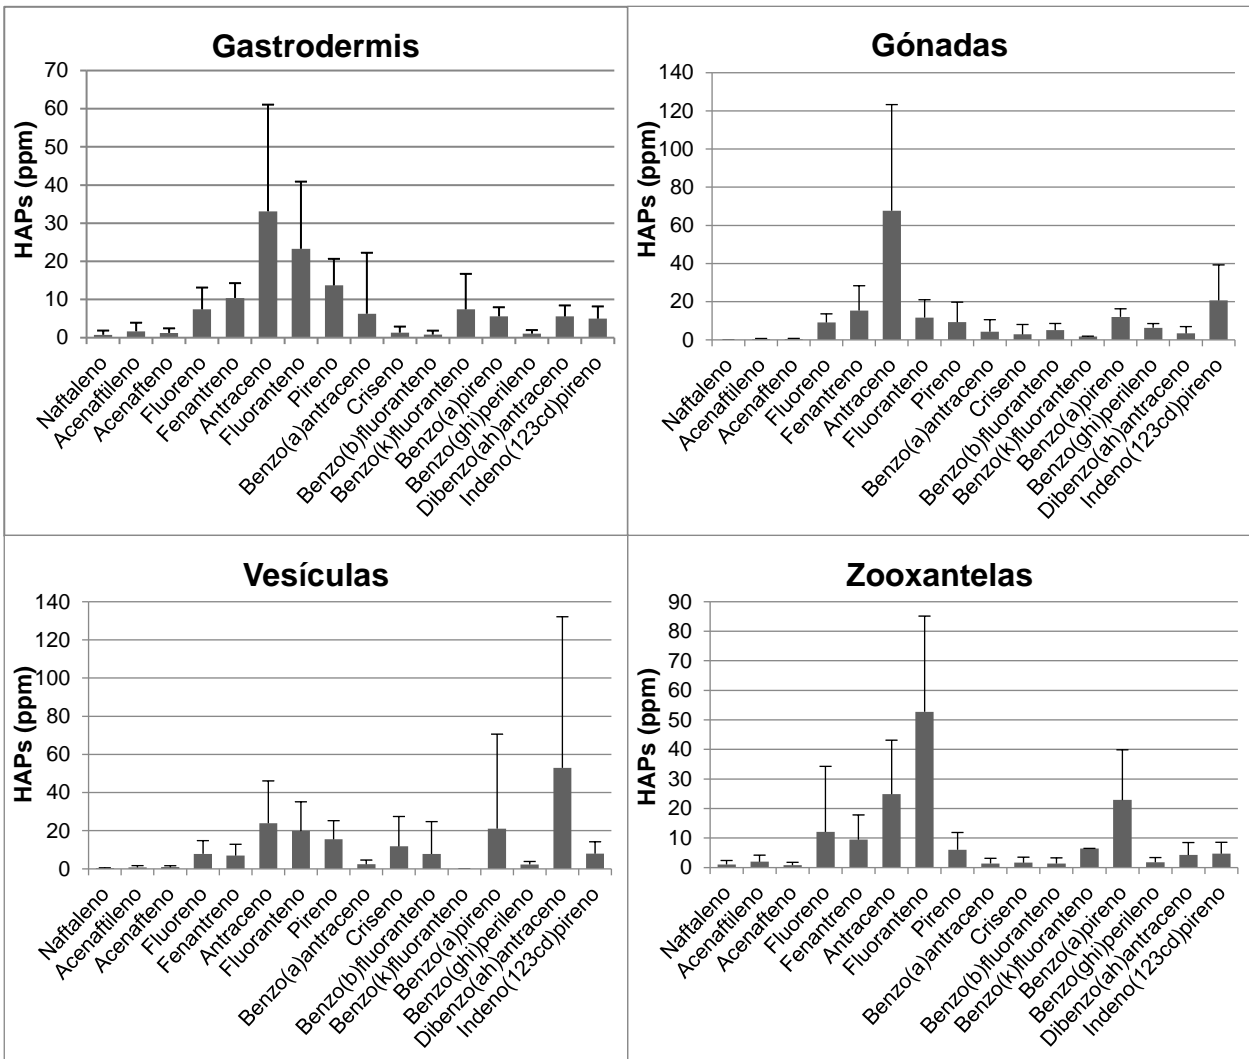 Gastrodermis
HAPs (ppm)
70
60
50
40
30
20
10
0
Naftaleno
Acenaftileno
Acenafteno
Fluoreno
Fenantreno
Antraceno
Fluoranteno
Pireno
Benzo(a)antraceno
Criseno
Benzo(b)fluoranteno
Benzo(k)fluoranteno
Benzo(a)pireno
Benzo(ghi)perileno
Dibenzo(ah)antraceno
Indeno(123cd)pireno
Gónadas
HAPs (ppm)
140
120
100
80
60
40
20
0
Naftaleno
Acenaftileno
Acenafteno
Fluoreno
Fenantreno
Antraceno
Fluoranteno
Pireno
Benzo(a)antraceno
Criseno
Benzo(b)fluoranteno
Benzo(k)fluoranteno
Benzo(a)pireno
Benzo(ghi)perileno
Dibenzo(ah)antraceno
Indeno(123cd)pireno
Vesículas
HAPs (ppm)
140
120
100
80
60
40
20
0
Naftaleno
Acenaftileno
Acenafteno
Fluoreno
Fenantreno
Antraceno
Fluoranteno
Pireno
Benzo(a)antraceno
Criseno
Benzo(b)fluoranteno
Benzo(k)fluoranteno
Benzo(a)pireno
Benzo(ghi)perileno
Dibenzo(ah)antraceno
Indeno(123cd)pireno
Zooxantelas
HAPs (ppm)
90
80
70
60
50
40
30
20
10
0
Naftaleno
Acenaftileno
Acenafteno
Fluoreno
Fenantreno
Antraceno
Fluoranteno
Pireno
Benzo(a)antraceno
Criseno
Benzo(b)fluoranteno
Benzo(k)fluoranteno
Benzo(a)pireno
Benzo(ghi)perileno
Dibenzo(ah)antraceno
Indeno(123cd)pireno